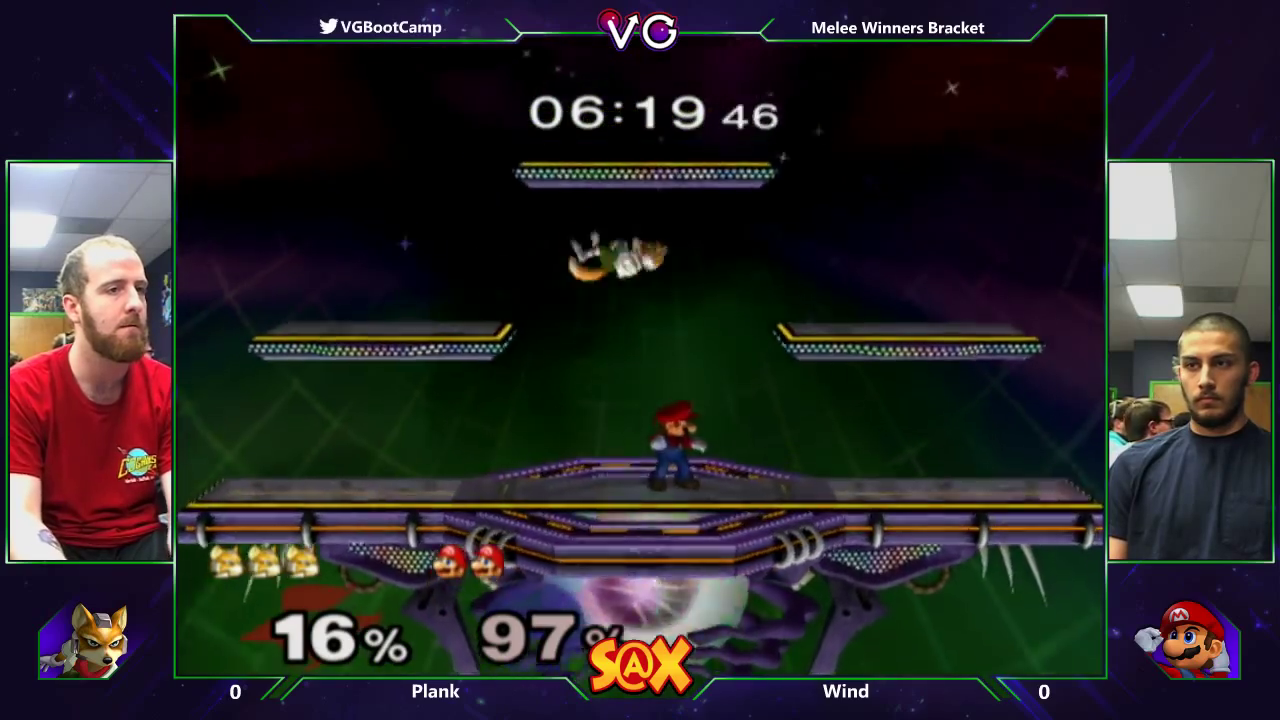 VGBootCamp
VG
Melee Winners Bracket
06:19 46
16%
97%
S@X
0
Plank
Wind
0